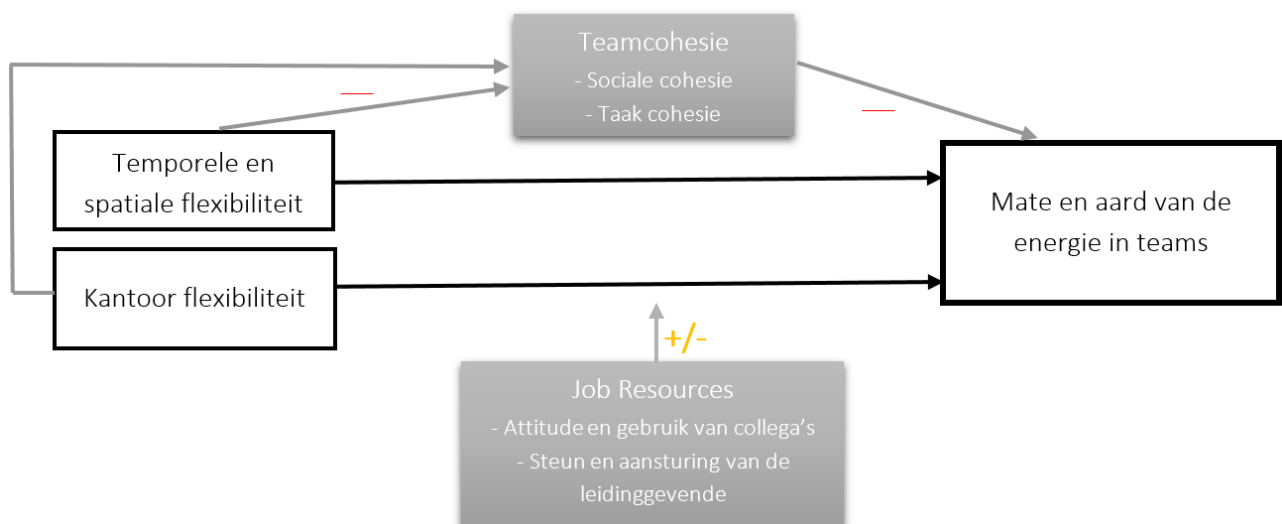 Teamcohesie
- Sociale cohesie
- Taak cohesie
Temporele en
spatiale flexibiliteit
Mate en aard van de
energie in teams
Kantoor flexibiliteit
+/-
Job Resources
- Attitude en gebruik van collega's
- Steun en aansturing van de
leidinggevende